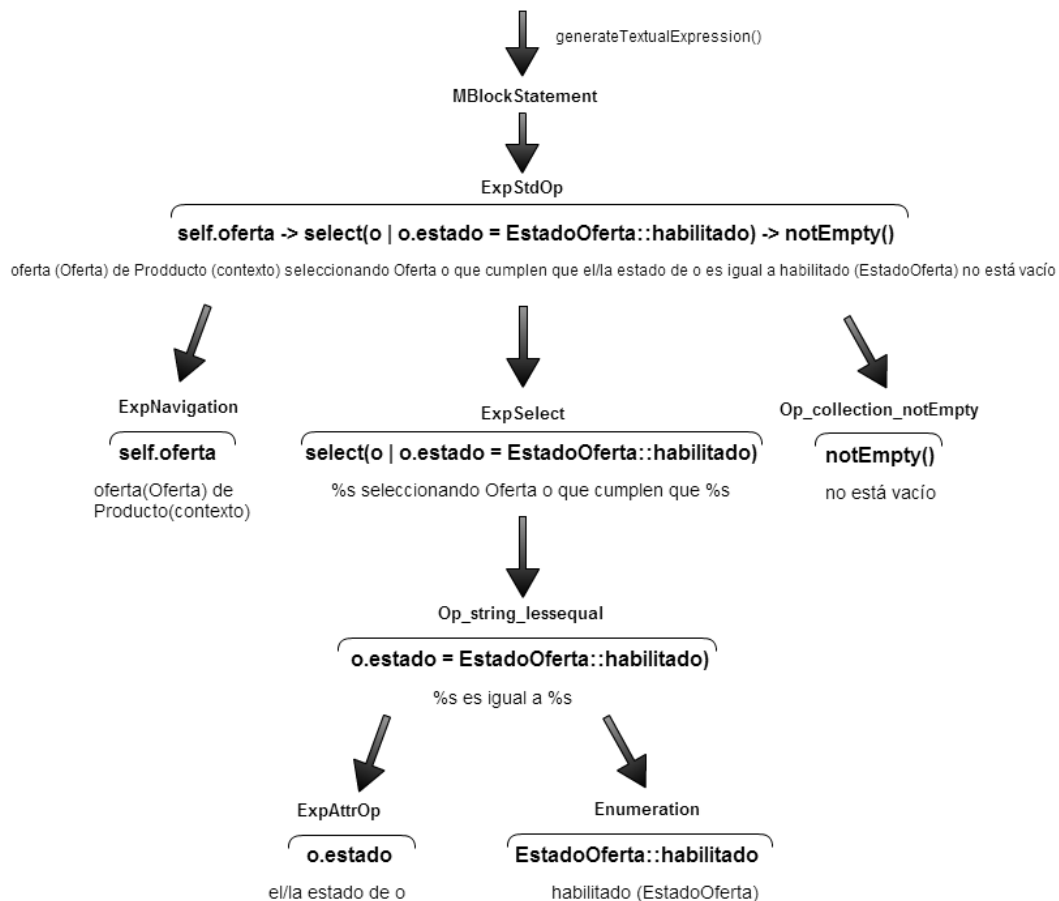 generateTextualExpression()
MBlockStatement
ExpStdOp
self.oferta -> select(o | o.estado = EstadoOferta::habilitado) -> notEmpty()
oferta (Oferta) de Prodducto (contexto) seleccionando Oferta o que cumplen que el/la estado de o es igual a habilitado (EstadoOferta) no está vacío
ExpNavigation
self.oferta
oferta(Oferta) de
Producto(contexto)
ExpSelect
select(o | o.estado = EstadoOferta::habilitado)
%s seleccionando Oferta o que cumplen que %s
Op_collection_notEmpty
notEmpty()
no está vacío
Op_string_lessequal
o.estado = EstadoOferta::habilitado)
%s es igual a %s
ExpAttrOp
o.estado
el/la estado de o
Enumeration
EstadoOferta::habilitado
habilitado (EstadoOferta)